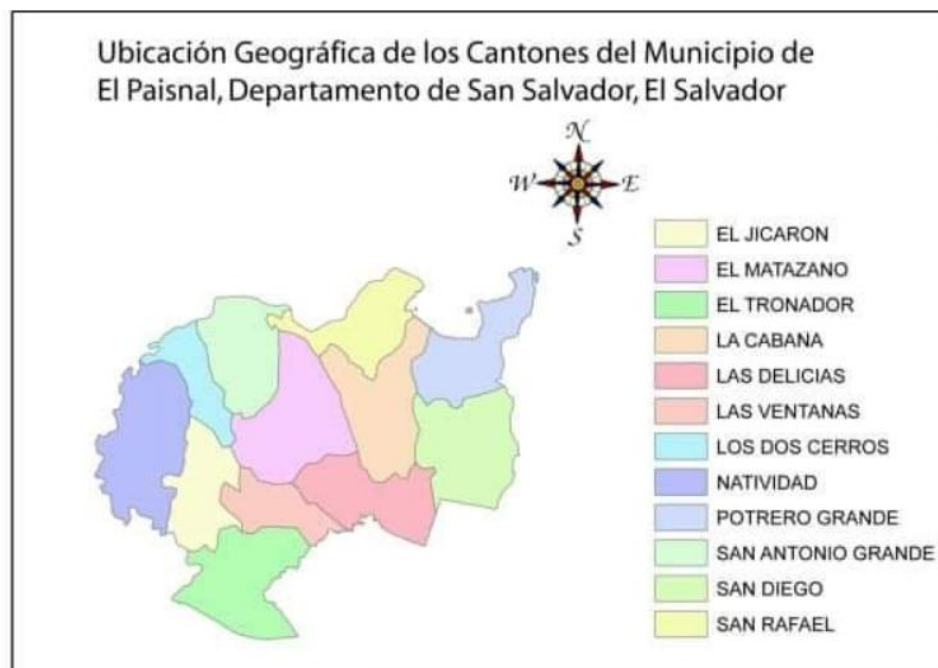 Ubicación Geográfica de los Cantones del Municipio de
El Paisnal, Departamento de San Salvador, El Salvador
N
W E
S
EL JICARON
EL MATAZANO
EL TRONADOR
LA CABANA
LAS DELICIAS
LAS VENTANAS
LOS DOS CERROS
NATIVIDAD
POTRERO GRANDE
SAN ANTONIO GRANDE
SAN DIEGO
SAN RAFAEL